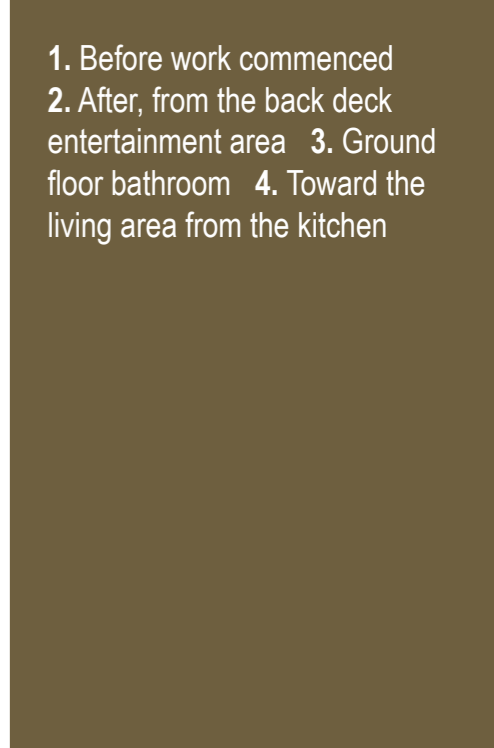 1. Before work commenced
2. After, from the back deck
entertainment area 3. Ground
floor bathroom 4. Toward the
living area from the kitchen